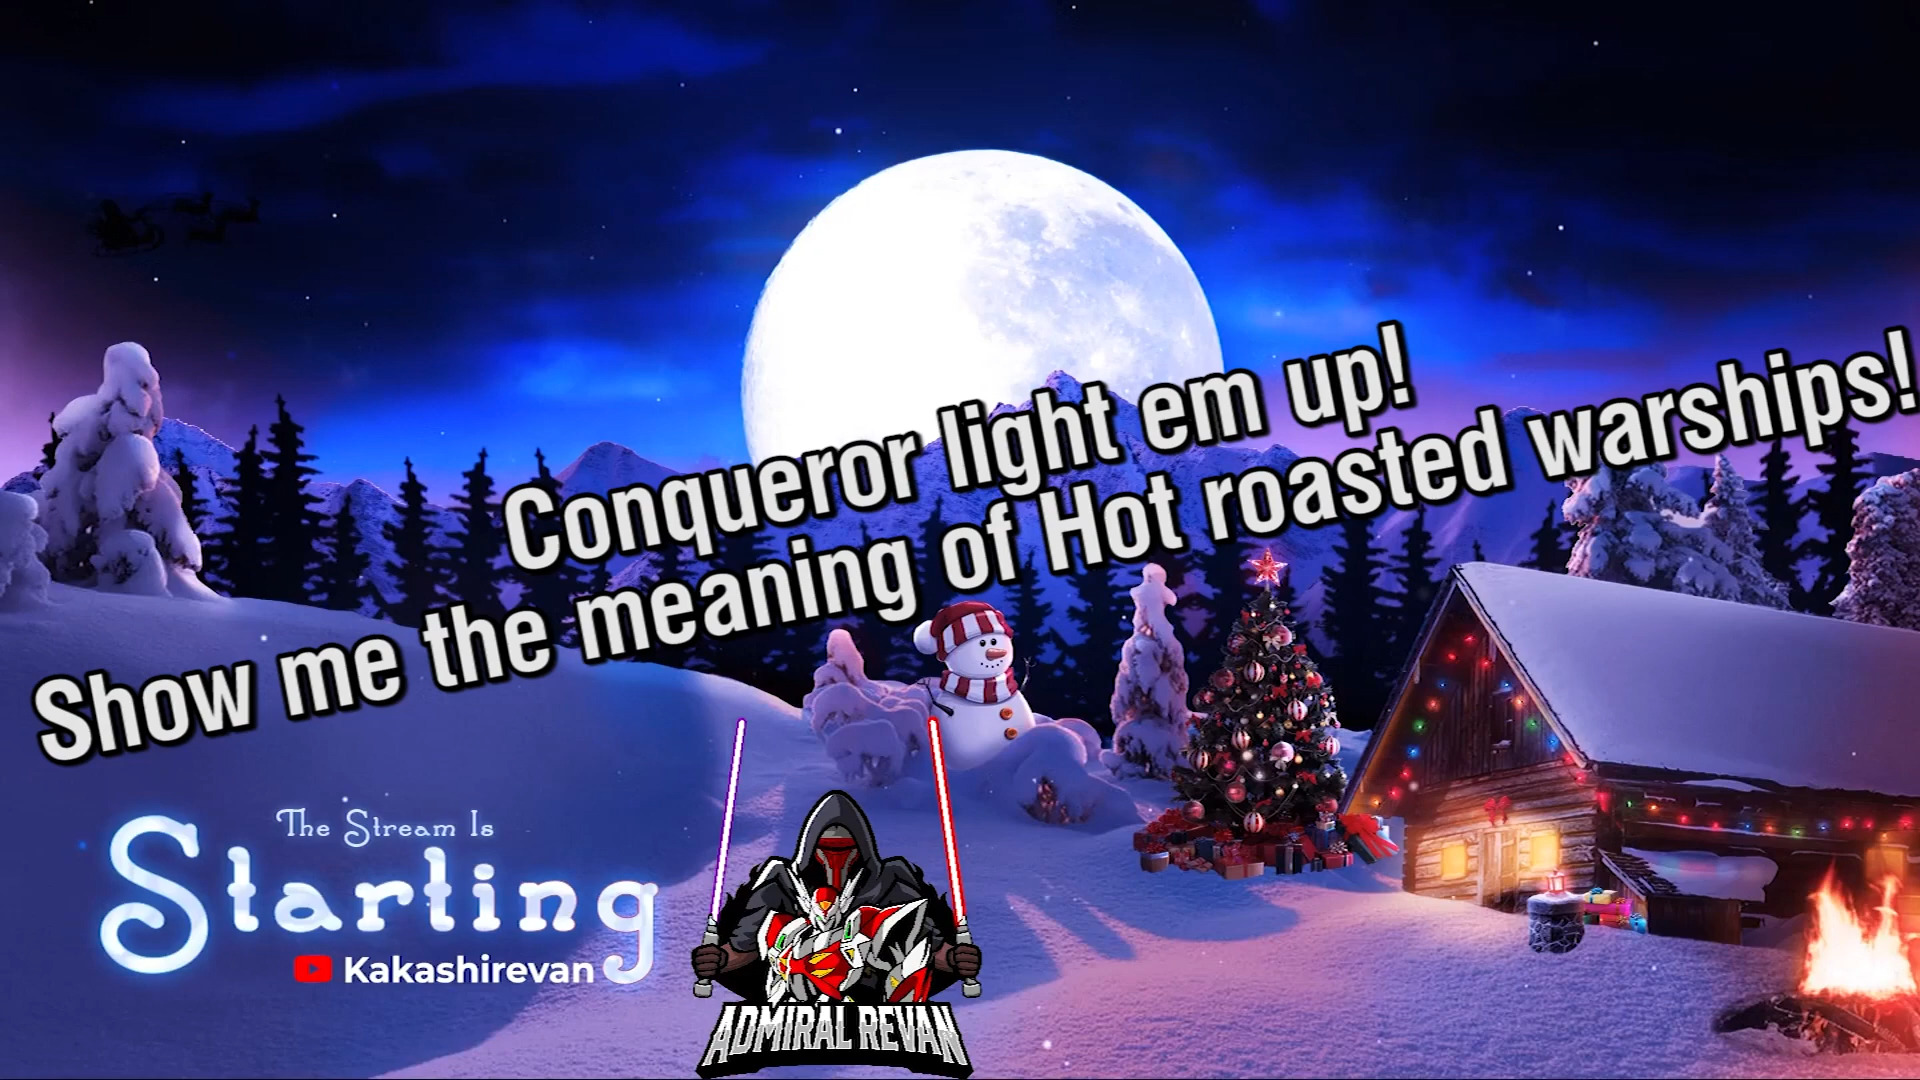 Conqueror light em up!
Show me the meaning of Hot roasted warships!
The Stream Is
Starting
Kakashirevan
ADMIRAL REVAN